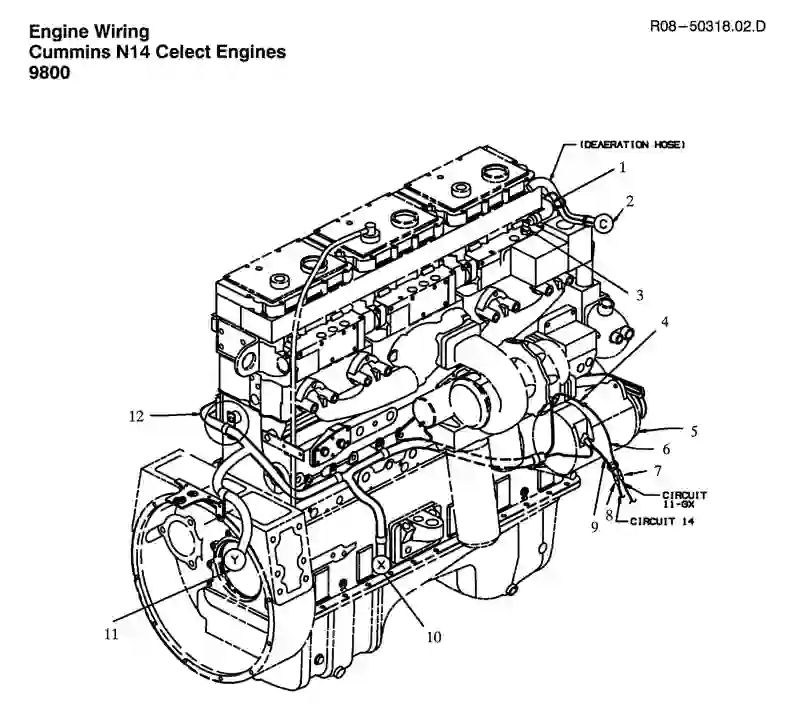 Engine Wiring
Cummins N14 Celect Engines
9800
R08-50318.02.D
(DEAERATION HOSE)
1
2
C
3
4
12
5
6
7
CIRCUIT
11-GX
8
9
CIRCUIT 14
Y
X
11
10